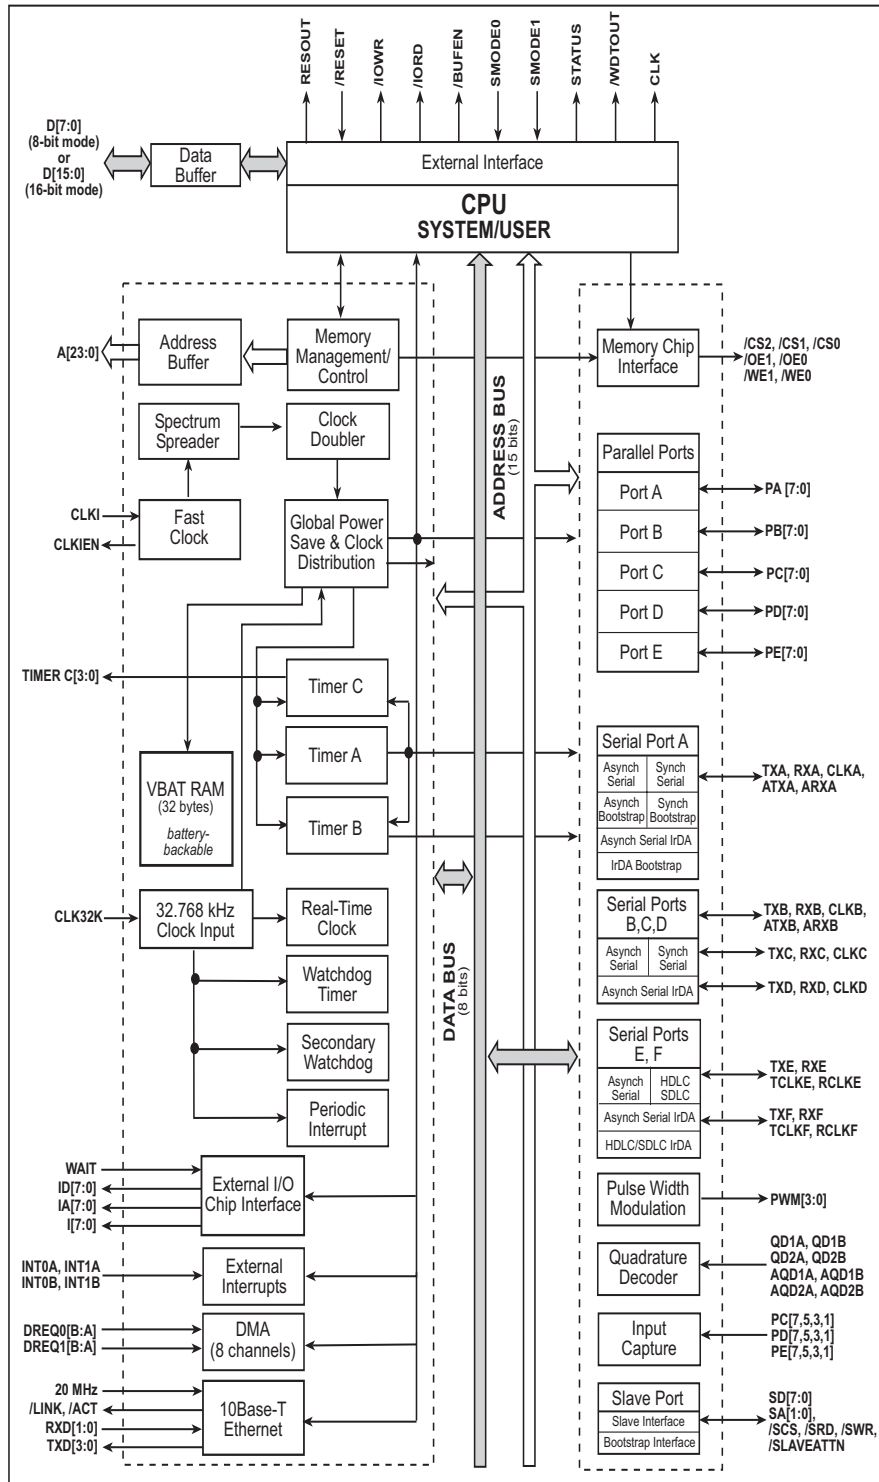 RESOUT
/RESET
/IOWR
/IORD
/BUFEN
SMODE0
SMODE1
STATUS
/WDTOUT
CLK
D[7:0]
(8-bit mode)
or
D[15:0]
(16-bit mode)
Data
Buffer
External Interface
CPU
SYSTEM/USER
A[23:0]
Address
Buffer
Memory
Management/
Control
Memory Chip
Interface
/CS2, /CS1, /CS0
/OE1, /OE0
/WE1, /WE0
Spectrum
Spreader
Clock
Doubler
ADDRESS BUS
(15 bits)
CLKI
CLKIEN
Fast
Clock
Global Power
Save & Clock
Distribution
Parallel Ports
Port A
PA [7:0]
Port B
PB[7:0]
Port C
PC[7:0]
Port D
PD[7:0]
Port E
PE[7:0]
TIMER C[3:0]
Timer C
Timer A
Timer B
VBAT RAM
(32 bytes)
battery-
backable
Serial Port A
Asynch
Serial
Synch
Serial
Asynch
Bootstrap
Synch
Bootstrap
Asynch Serial IrDA
IrDA Bootstrap
TXA, RXA, CLKA,
ATXA, ARXA
CLK32K
32.768 kHz
Clock Input
Real-Time
Clock
Watchdog
Timer
Secondary
Watchdog
Periodic
Interrupt
DATA BUS
(8 bits)
Serial Ports
B,C,D
Asynch
Serial
Synch
Serial
Asynch Serial IrDA
TXB, RXB, CLKB,
ATXB, ARXB
TXC, RXC, CLKC
TXD, RXD, CLKD
Serial Ports
E, F
Asynch
Serial
HDLC
SDLC
Asynch Serial IrDA
HDLC/SDLC IrDA
TXE, RXE
TCLKE, RCLKE
TXF, RXF
TCLKF, RCLKF
WAIT
ID[7:0]
IA[7:0]
I[7:0]
External I/O
Chip Interface
Pulse Width
Modulation
PWM[3:0]
INT0A, INT1A
INT0B, INT1B
External
Interrupts
Quadrature
Decoder
QD1A, QD1B
QD2A, QD2B
AQD1A, AQD1B
AQD2A, AQD2B
DREQ0[B:A]
DREQ1[B:A]
DMA
(8 channels)
Input
Capture
PC[7,5,3,1]
PD[7,5,3,1]
PE[7,5,3,1]
20 MHz
/LINK, /ACT
RXD[1:0]
TXD[3:0]
10Base-T
Ethernet
Slave Port
Slave Interface
Bootstrap Interface
SD[7:0]
SA[1:0],
/SCS, /SRD, /SWR,
/SLAVEATTN